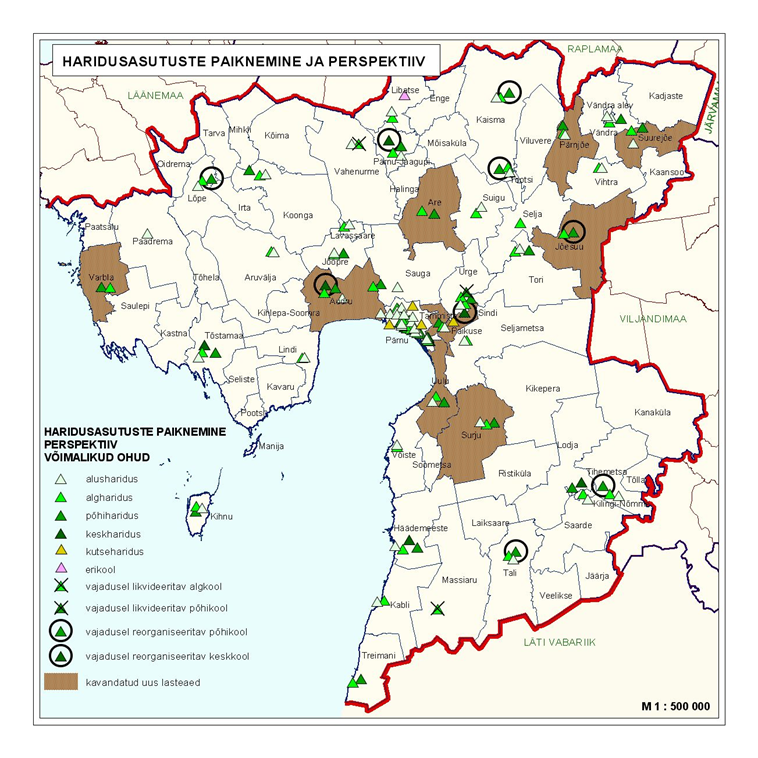 HARIDUSASUTUSTE PAIKNEMINE JA PERSPEKTIIV
RAPLAMAA
LÄÄNEMAA
JÄRVAMAA
Libatse
Enge
Kaisma
Vändra alev
Kadjaste
Tarva
Mihkli
Kõima
Vändra
Suurejõe
Viluvere
Pärnjõe
Mõisaküla
Vahenurme
Pärnu-Jaagupi
Oidrema
Kaansoo
Vihtra
Tootsi
Halinga
Lõpe
Irta
Suigu
Are
Koonga
Selja
Paatsalu
Paadrema
Lavassaare
Jõesuu
Jõõpre
Sauga
Urge
Tori
Varbla
Tõhela
Aruvälja
Audru
Saulepi
Kihlepa-Soomra
Sindi
VILJANDIMAA
Kastna
Tõstamaa
Pärnu
Paikuse
Seljametsa
Lindi
Seliste
Kavaru
Uulu
Kikepera
Pootsi
Kanaküla
HARIDUSASUTUSTE PAIKNEMINE
PERSPEKTIIV
VÕIMALIKUD OHUD
Manija
Surju
Lodja
Võiste
Soometsa
Ristiküla
Tihemetsa
Tõlla
alusharidus
algharidus
Kilingi-Nõmme
põhiharidus
Kihnu
Häädemeeste
Laiksaare
Saarde
keskharidus
kutseharidus
erikool
Tali
Jäärja
Massiaru
vajadusel likvideeritav algkool
Veelikse
Kabli
vajadusel likvideeritav põhikool
vajadusel reorganiseeritav põhikool
LÄTI VABARIIK
vajadusel reorganiseeritav keskkool
Treimani
kavandatud uus lasteaed
M 1 : 500 000